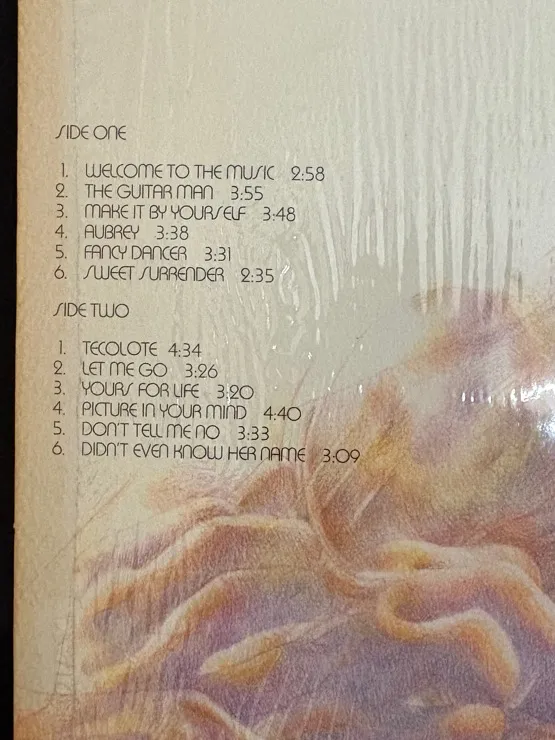 SIDE ONE
1. WELCOME TO THE MUSIC 2:58
2. THE GUITAR MAN 3:55
3. MAKE IT BY YOURSELF 3:48
4. AUBREY 3:38
5. FANCY DANCER 3:31
6. SWEET SURRENDER 2:35
SIDE TWO
1. TECOLOTE 4:34
2. LET ME GO 3:26
3. YOURS FOR LIFE 3:20
4. PICTURE IN YOUR MIND 4:40
5. DON'T TELL ME NO 3:33
6. DIDN'T EVEN KNOW HER NAME 3:09